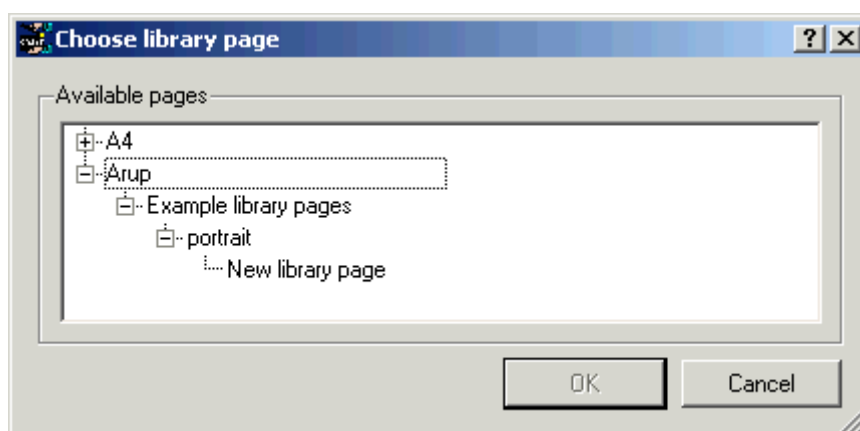 Choose library page
Available pages
A4
Arup
Example library pages
portrait
New library page
OK
Cancel